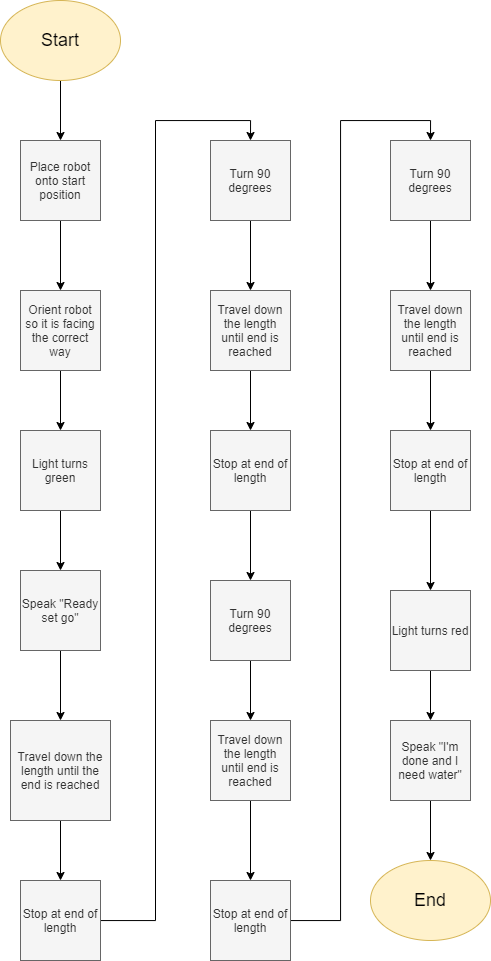 Start
Place robot
onto start
position
Orient robot
so it is facing
the correct
way
Light turns
green
Speak "Ready
set go"
Travel down the
length until the
end is reached
Stop at end of
length
Turn 90
degrees
Travel down
the length
until end is
reached
Stop at end of
length
Turn 90
degrees
Travel down
the length
until end is
reached
Stop at end of
length
Turn 90
degrees
Travel down
the length
until end is
reached
Stop at end of
length
Light turns red
Speak "I'm
done and I
need water"
End